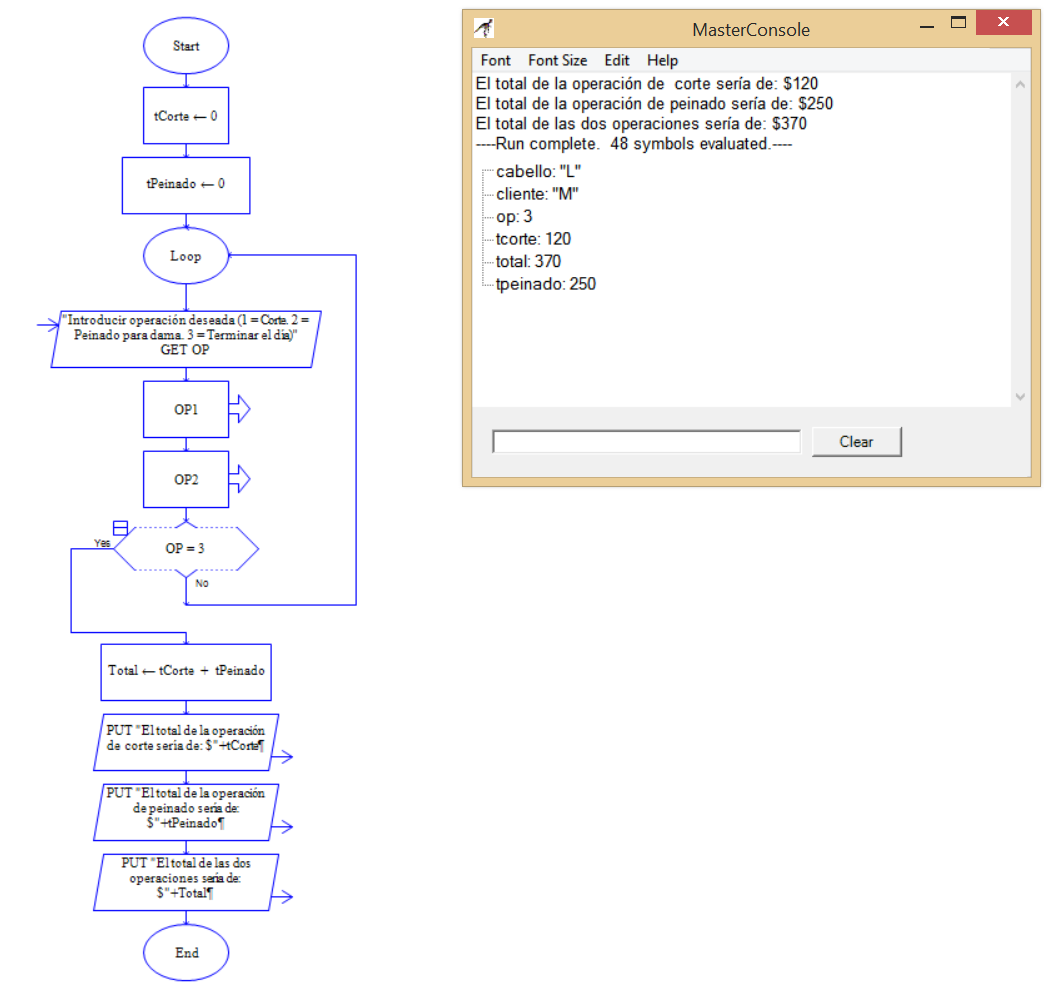 Start
tCorte ← 0
tPeinado ← 0
Loop
"Introducir operación deseada (1 = Corte. 2 =
Peinado para dama. 3 = Terminar el día)"
GET OP
OP1
OP2
Yes
OP = 3
No
Total ← tCorte + tPeinado
PUT "El total de la operación
de corte sería de: $"+tCorte¶
PUT "El total de la operación
de peinado sería de:
$"+tPeinado¶
PUT "El total de las dos
operaciones sería de:
$"+Total¶
End
MasterConsole
Font Font Size Edit Help
El total de la operación de  corte sería de: $120
El total de la operación de peinado sería de: $250
El total de las dos operaciones sería de: $370
----Run complete.  48 symbols evaluated.----
cabello: "L"
cliente: "M"
op: 3
tcorte: 120
total: 370
tpeinado: 250
Clear